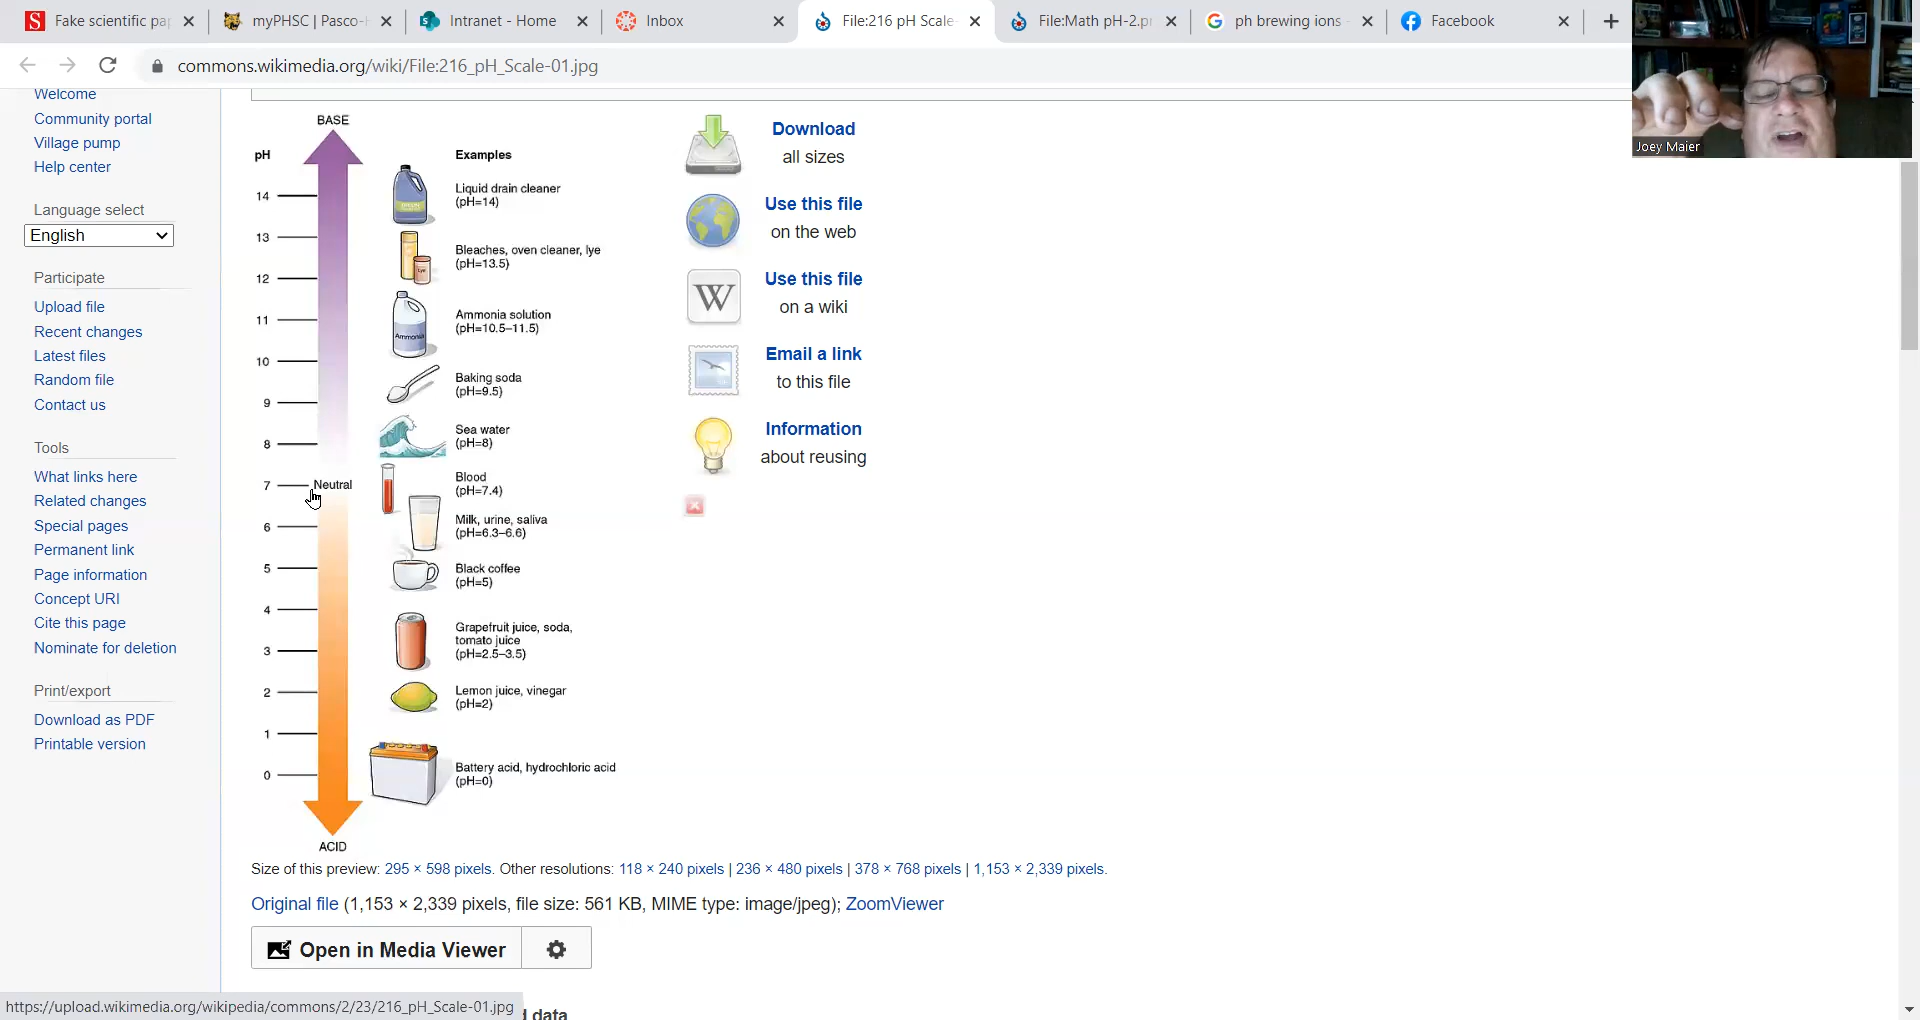 Fake scientific pa
myPHSC | Pasco-H
Intranet - Home
Inbox
File:216 pH Scale-
File:Math pH-2.pn
ph brewing ions -
Facebook
commons.wikimedia.org/wiki/File:216_pH_Scale-01.jpg
Joey Maier
Welcome
Community portal
Village pump
Help center
Language select
English
Participate
Upload file
Recent changes
Latest files
Random file
Contact us
Tools
What links here
Related changes
Special pages
Permanent link
Page information
Concept URI
Cite this page
Nominate for deletion
Print/export
Download as PDF
Printable version
BASE
pH
Examples
14
Liquid drain cleaner
(pH=14)
13
Bleaches, oven cleaner, lye
(pH=13.5)
Lye
12
11
Ammonia solution
(pH=10.5–11.5)
Ammonia
10
Baking soda
(pH=9.5)
9
8
Sea water
(pH=8)
7
Neutral
Blood
(pH=7.4)
6
Milk, urine, saliva
(pH=6.3–6.6)
5
Black coffee
(pH=5)
4
Grapefruit juice, soda,
tomato juice
(pH=2.5–3.5)
3
2
Lemon juice, vinegar
(pH=2)
1
0
Battery acid, hydrochloric acid
(pH=0)
ACID
Download
all sizes
Use this file
on the web
W
Use this file
on a wiki
Email a link
to this file
Information
about reusing
Size of this preview: 295 × 598 pixels. Other resolutions: 118 × 240 pixels | 236 × 480 pixels | 378 × 768 pixels | 1,153 × 2,339 pixels.
Original file (1,153 × 2,339 pixels, file size: 561 KB, MIME type: image/jpeg); ZoomViewer
Open in Media Viewer
https://upload.wikimedia.org/wikipedia/commons/2/23/216_pH_Scale-01.jpg
data